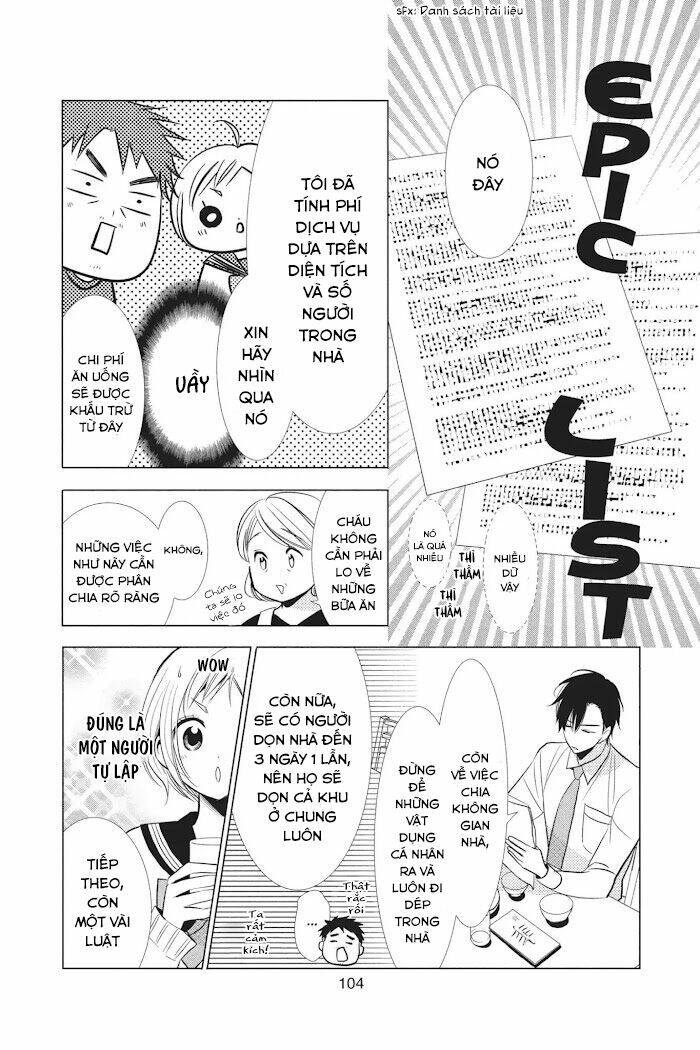 sfx: Danh sách tài liệu
EPIC
LIST
NÓ
ĐÂY
NHIỀU
DỮ
VẬY
THÌ
THẦM
THÌ
THẦM
NÓ
LÀ QUÁ
NHIỀU
TÔI ĐÃ
TÍNH PHÍ
DỊCH VỤ
DỰA TRÊN
DIỆN TÍCH
VÀ SỐ
NGƯỜI
TRONG
NHÀ
XIN
HÃY
NHÌN
QUA
NÓ
UẦY
CHI PHÍ
ĂN UỐNG
SẼ ĐƯỢC
KHẤU TRỪ
TỪ ĐÂY
CHÁU
KHÔNG
CẦN PHẢI
LO VỀ
NHỮNG
BỮA ĂN
Chúng
ta sẽ lo
việc đó
KHÔNG,
NHỮNG VIỆC
NHƯ NÀY CẦN
ĐƯỢC PHÂN
CHIA RÕ RÀNG
CÒN
VỀ VIỆC
CHIA KHÔNG
GIAN NHÀ,
ĐỪNG
ĐỂ
NHỮNG
VẬT
DỤNG
CÁ NHÂN
RA VÀ
LUÔN ĐI
DÉP
TRONG
NHÀ
Thật
rắc
rối
...
Ta
rất
cảm
kích!
CÒN NỮA,
SẼ CÓ NGƯỜI
DỌN NHÀ ĐẾN
3 NGÀY 1 LẦN,
NÊN HỌ SẼ
DỌN CẢ KHU
Ở CHUNG
LUÔN
WOW
ĐÚNG LÀ
MỘT NGƯỜI
TỰ LẬP
TIẾP
THEO,
CÒN
MỘT VÀI
LUẬT
104